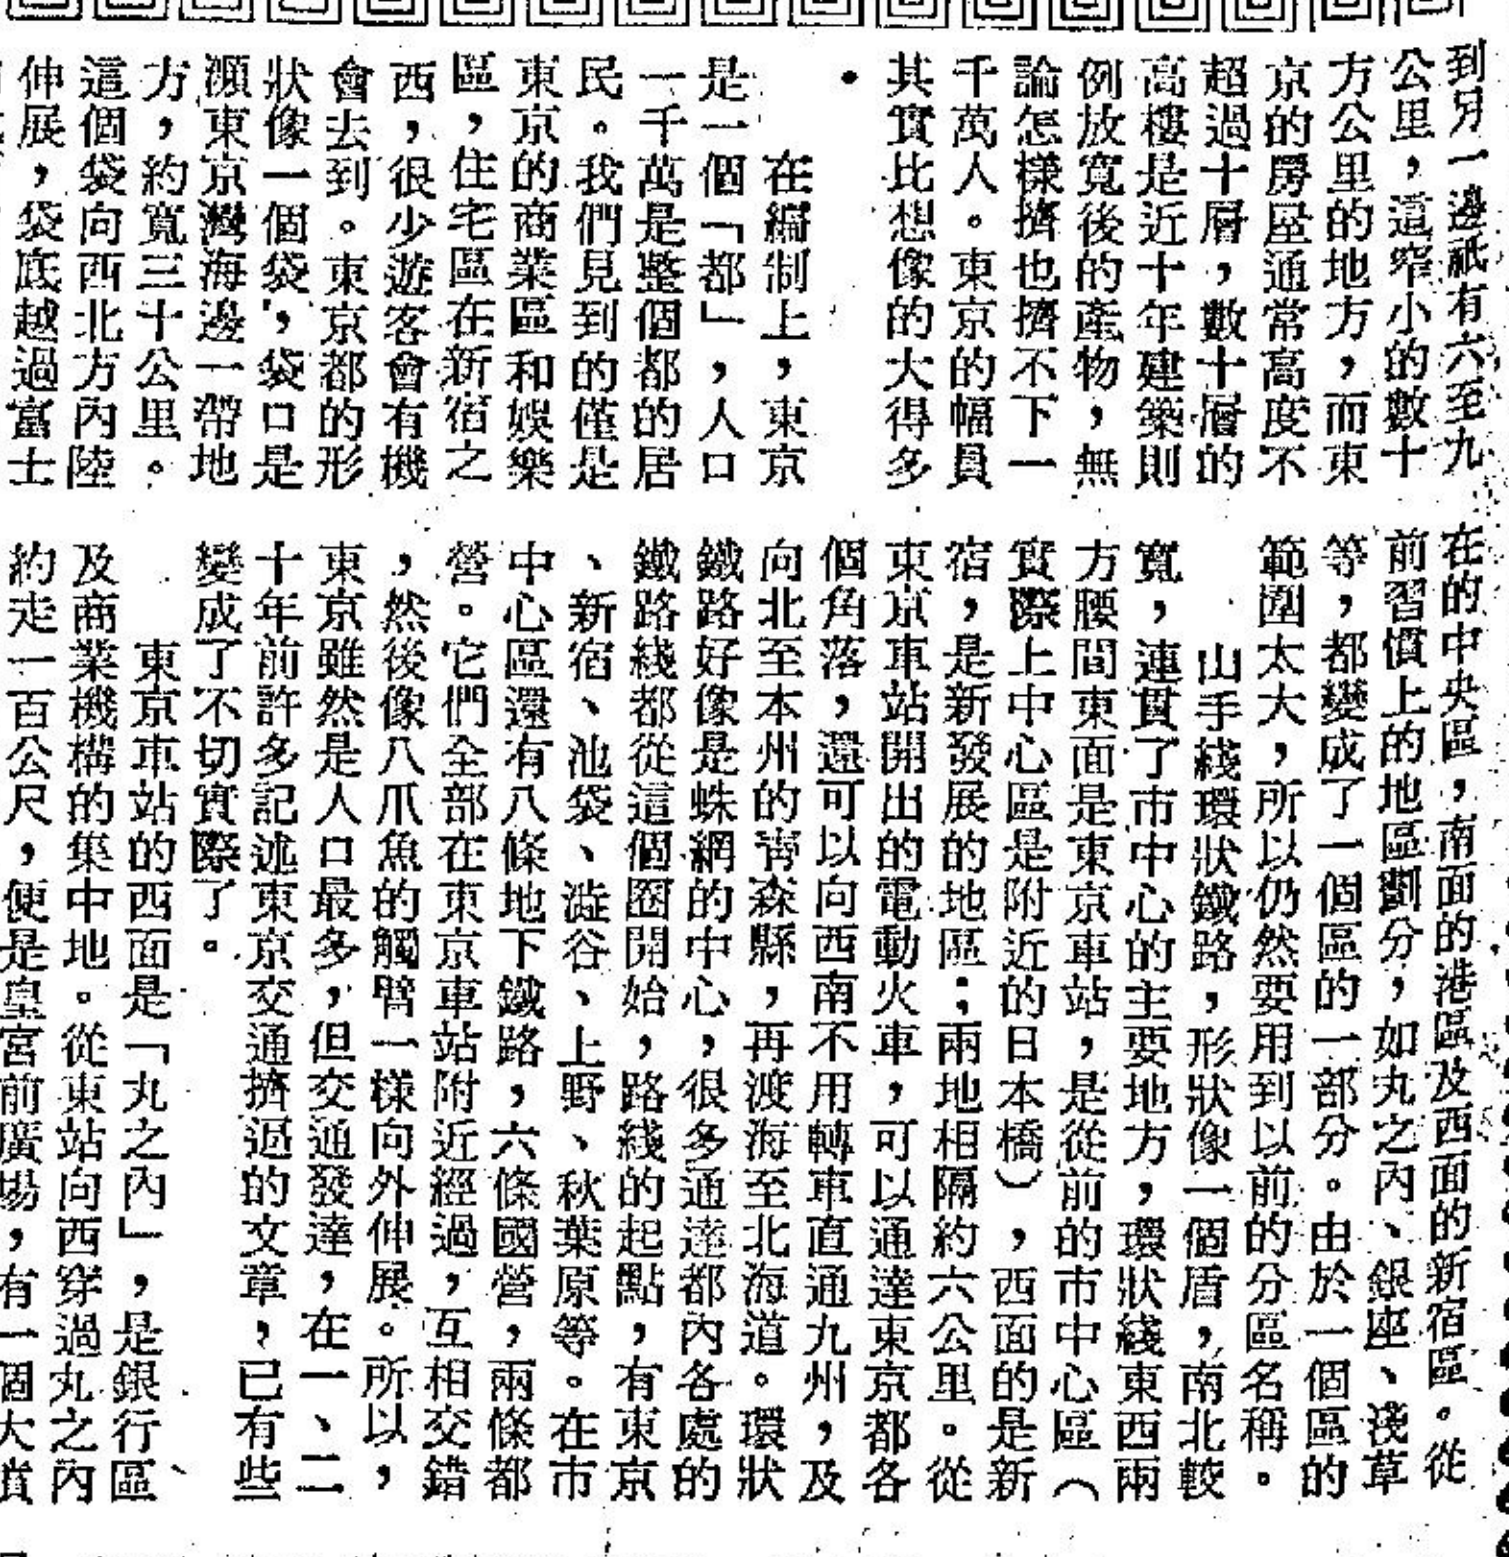 到另一邊祇有六至九
公里，這窄小的數十
方公里的地方，而東
京的房屋通常高度不
超過十層，數十層的
高樓是近十年建築則
例放寬後的產物，無
論怎樣擠也擠不下一
千萬人。東京的幅員
其實比想像的大得多
。
在編制上，東京
是一個「都」，人口
一千萬是整個都的居
民。我們見到的僅是
東京的商業區和娛樂
區，住宅區在新宿之
西，很少遊客會有機
會去到。東京都的形
狀像一個袋，袋口是
瀕東京灣海邊一帶地
方，約寬三十公里。
這個袋向西北方內陸
伸展，袋底越過富士
在的中央區，南面的港區及西面的新宿區。從
前習慣上的地區劃分，如丸之內、銀座、淺草
等，都變成了一個區的一部分。由於一個區的
範圍太大，所以仍然要用到以前的分區名稱。
山手綫環狀鐵路，形狀像一個盾，南北較
寬，連貫了市中心的主要地方，環狀綫東西兩
方腰間東面是東京車站，是從前的市中心區（
實際上中心區是附近的日本橋），西面的是新
宿，是新發展的地區；兩地相隔約六公里。從
東京車站開出的電動火車，可以通達東京都各
個角落，還可以向西南不用轉車直通九州，及
向北至本州的青森縣，再渡海至北海道。環狀
鐵路好像是蛛網的中心，很多通達都內各處的
鐵路綫都從這個圈開始，路綫的起點，有東京
、新宿、池袋、澁谷、上野、秋葉原等。在市
中心區還有八條地下鐵路，六條國營，兩條都
營。它們全部在東京車站附近經過，互相交錯
，然後像八爪魚的觸臂一樣向外伸展。所以，
東京雖然是人口最多，但交通發達，在一、二
十年前許多記述東京交通擠逼的文章，已有些
變成了不切實際了。
東京車站的西面是「丸之內」，是銀行區
及商業機構的集中地。從東站向西穿過丸之內
約走一百公尺，便是皇宮前廣場，有一個大噴